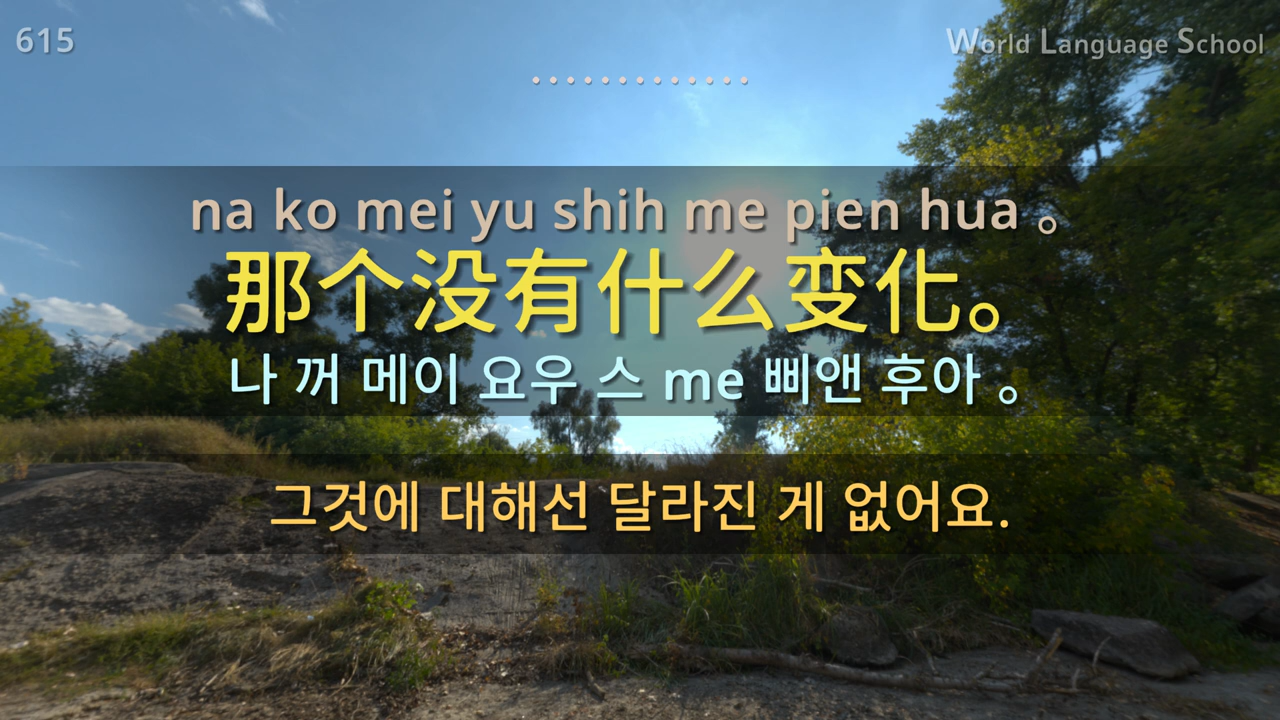 615
World Language School
na ko mei yu shih me pien hua 。
那个没有什么变化。
나 꺼 메이 요우 스 me 삐앤 후아 。
그것에 대해선 달라진 게 없어요.